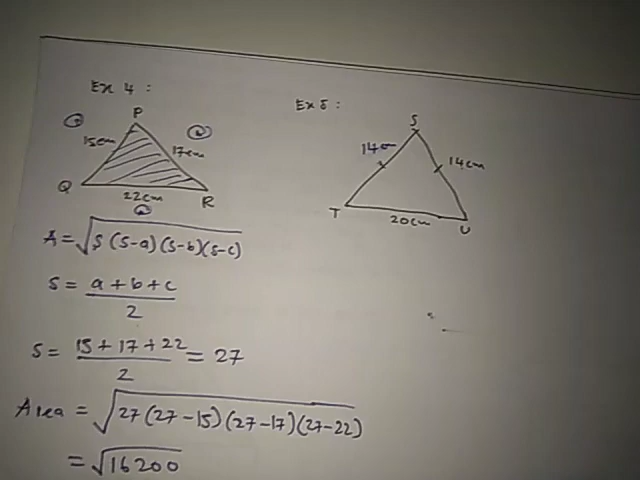 Ex 4 :
P
15cm
17cm
Q
22cm
R
A = √S(S-a)(S-b)(S-c)
S = a + b + c
2
S = 15 + 17 + 22 = 27
2
Area = √27(27-15)(27-17)(27-22)
= √16200
Ex 5 :
S
14cm
14cm
T
20cm
U